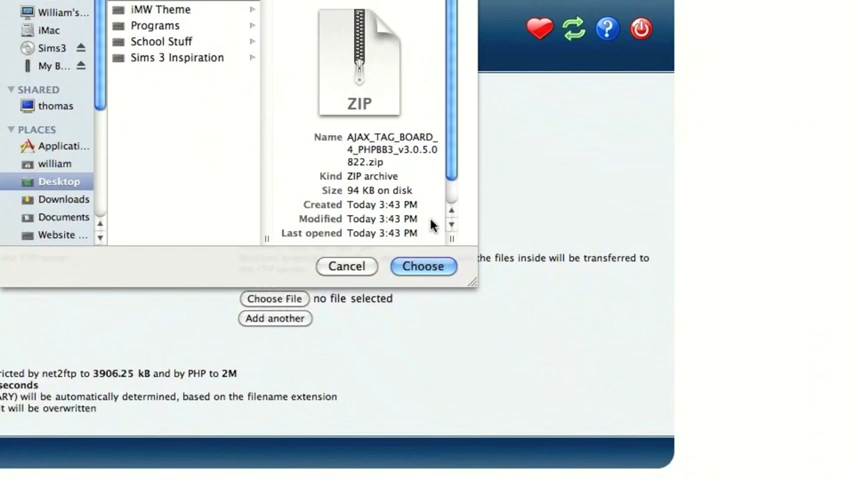 William's...
iMac
Sims3
My B...
SHARED
thomas
PLACES
Applicati...
william
Desktop
Downloads
Documents
Website ...
iMW Theme
Programs
School Stuff
Sims 3 Inspiration
ZIP
Name AJAX_TAG_BOARD_
4_PHPBB3_v3.0.5.0
822.zip
Kind ZIP archive
Size 94 KB on disk
Created Today 3:43 PM
Modified Today 3:43 PM
Last opened Today 3:43 PM
Cancel Choose
the files inside will be transferred to
Choose File no file selected
Add another
ricted by net2ftp to 3906.25 kB and by PHP to 2M
seconds
ARY) will be automatically determined, based on the filename extension
t will be overwritten